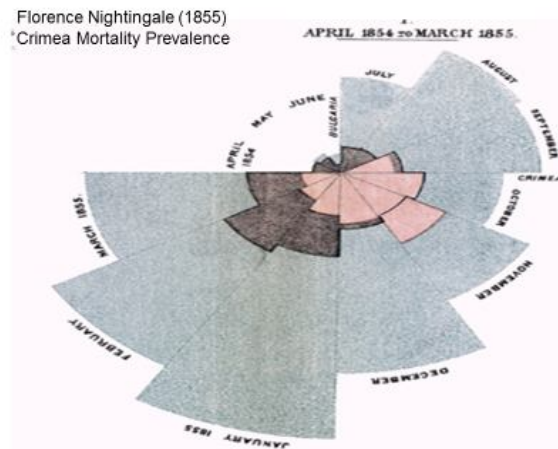 Florence Nightingale (1855)
Crimea Mortality Prevalence
APRIL 1854 TO MARCH 1855.
JULY
AUGUST
SEPTEMBER
CRIMEA
OCTOBER
NOVEMBER
DECEMBER
JANUARY 1855
FEBRUARY
MARCH 1855.
APRIL
1854
MAY
JUNE
BULGARIA